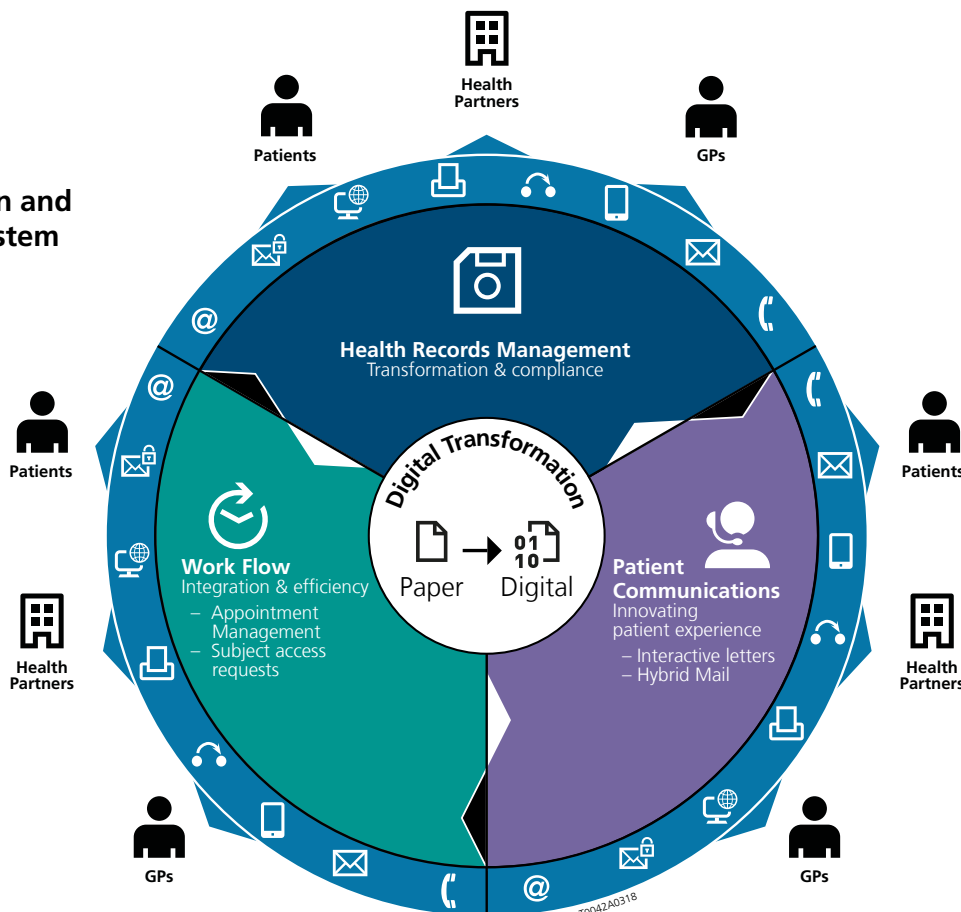 Health
Partners
Patients
GPs
n and
stem
@
Health Records Management
Transformation & compliance
@
Patients
Patients
Digital Transformation
01
10
Paper
Digital
Work Flow
Integration & efficiency
– Appointment
Management
– Subject access
requests
Patient
Communications
Innovating
patient experience
– Interactive letters
– Hybrid Mail
Health
Partners
Health
Partners
GPs
GPs
@